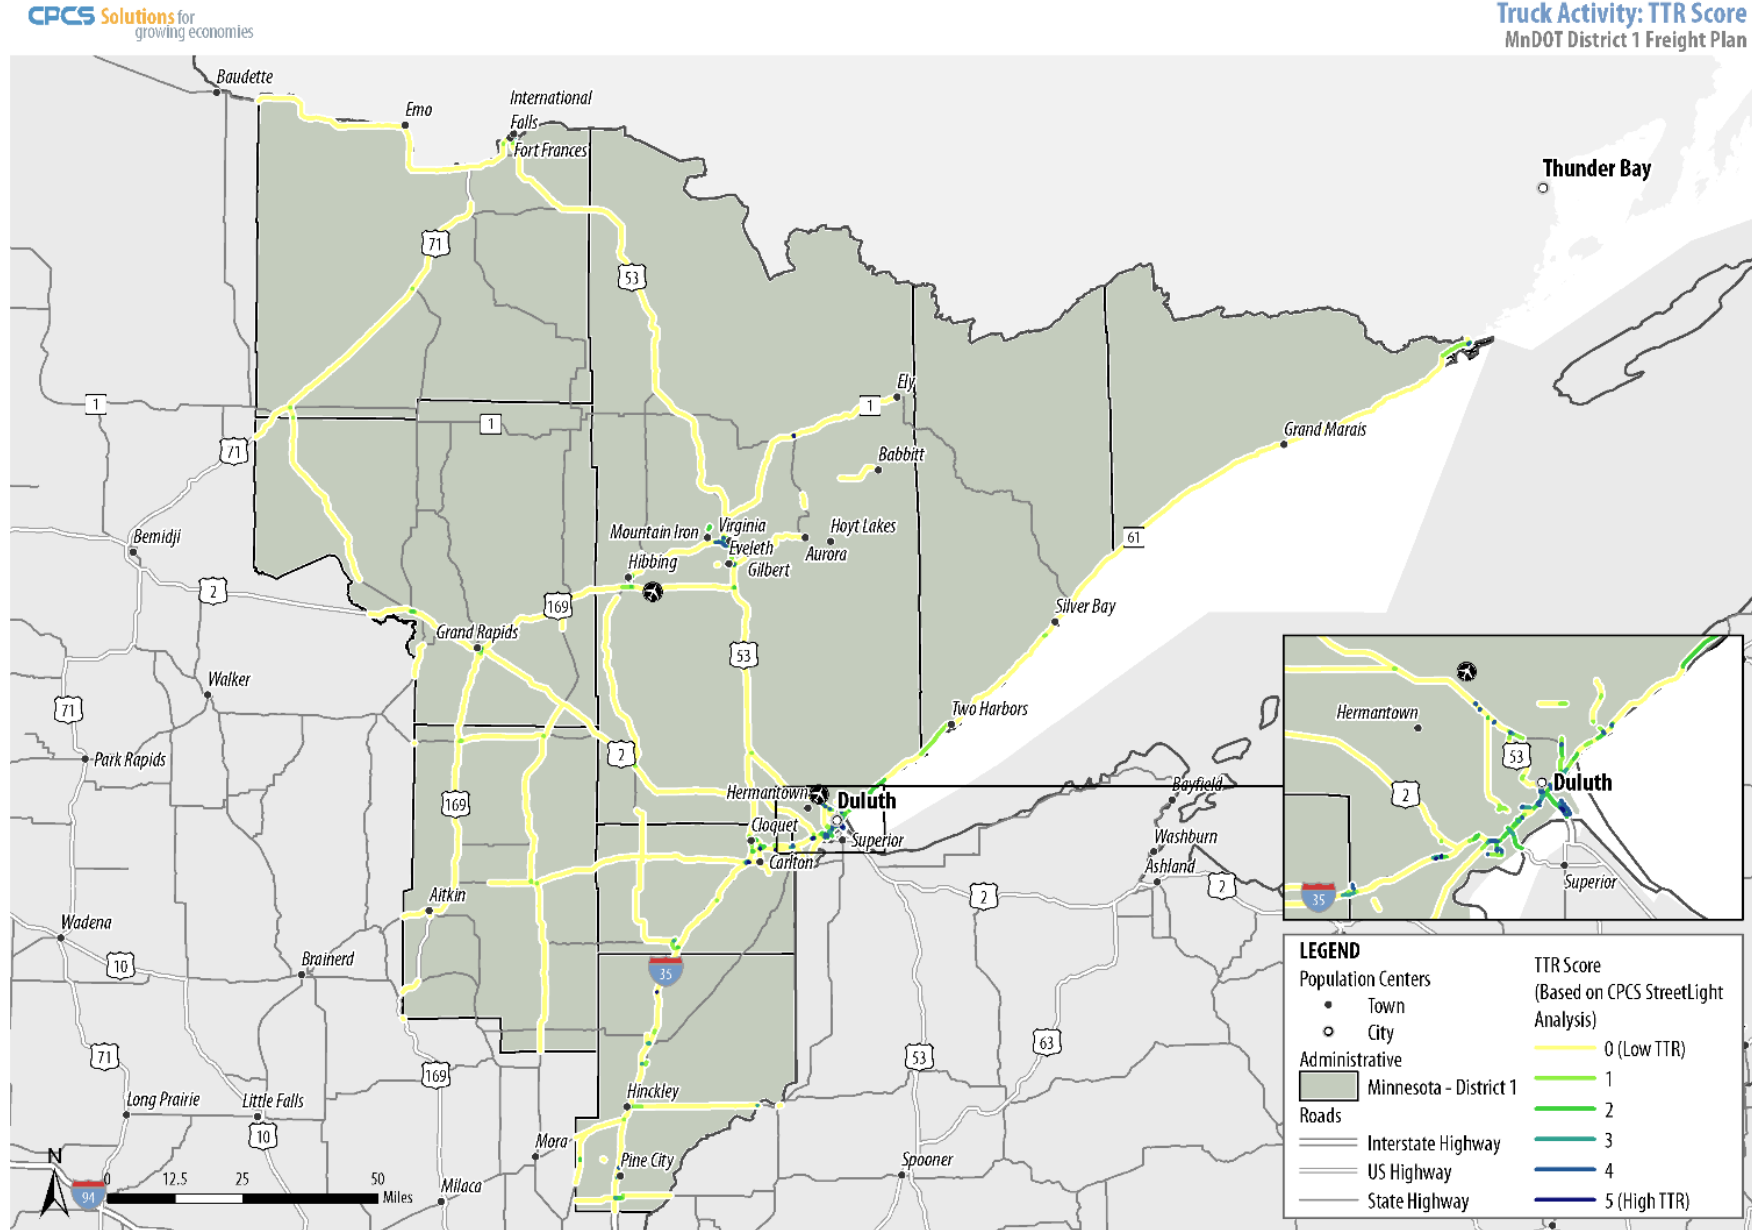 CPCS Solutions for
growing economies
Truck Activity: TTR Score
MnDOT District 1 Freight Plan
Baudette
Emo
International
Falls
Fort Frances
Thunder Bay
71
53
Ely
1
1
1
71
Babbitt
Grand Marais
Bemidji
Mountain Iron
Virginia
Hoyt Lakes
Eveleth
Aurora
61
Hibbing
Gilbert
2
169
Silver Bay
Grand Rapids
53
Walker
71
Two Harbors
Hermantown
Park Rapids
2
53
Duluth
2
Hermantown
Duluth
Bayfield
169
Cloquet
Superior
Washburn
Carlton
Ashland
Superior
Aitkin
2
2
35
Wadena
10
Brainerd
35
LEGEND
Population Centers
Town
City
Administrative
Minnesota - District 1
Roads
Interstate Highway
US Highway
State Highway
TTR Score
(Based on CPCS StreetLight
Analysis)
0 (Low TTR)
1
2
3
4
5 (High TTR)
71
169
53
63
Long Prairie
Little Falls
Hinckley
10
Mora
Pine City
Spooner
N
94
0
12.5
25
50
Miles
Milaca